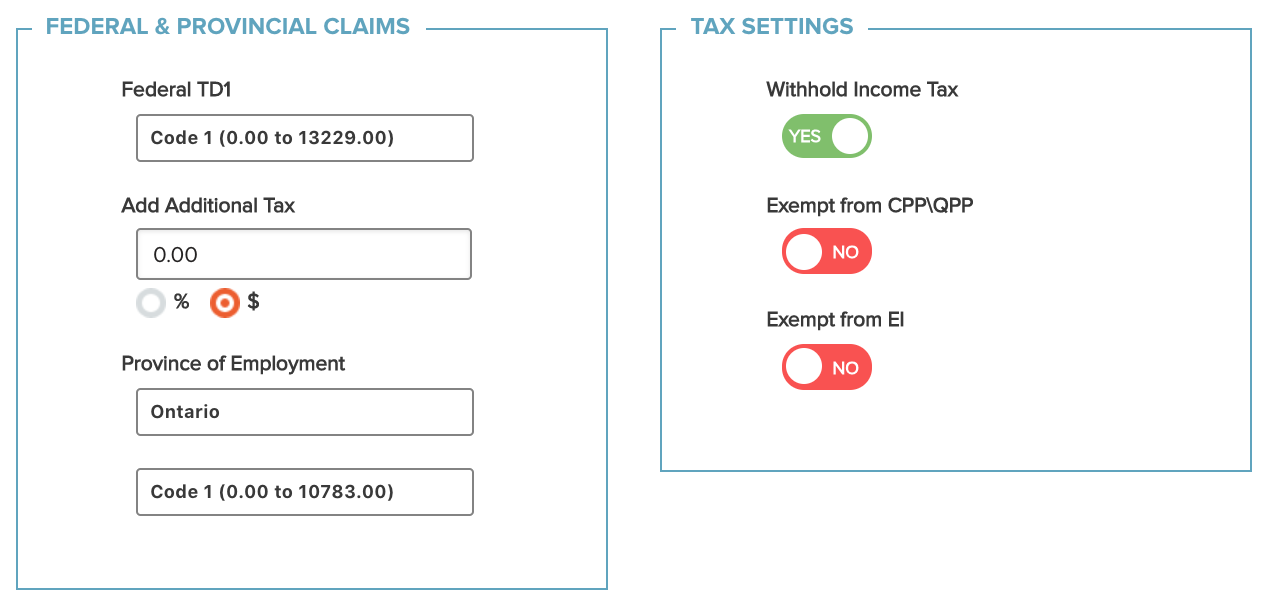 FEDERAL & PROVINCIAL CLAIMS
Federal TD1
Code 1 (0.00 to 13229.00)
Add Additional Tax
0.00
% $
Province of Employment
Ontario
Code 1 (0.00 to 10783.00)
TAX SETTINGS
Withhold Income Tax
YES
Exempt from CPP\QPP
NO
Exempt from EI
NO